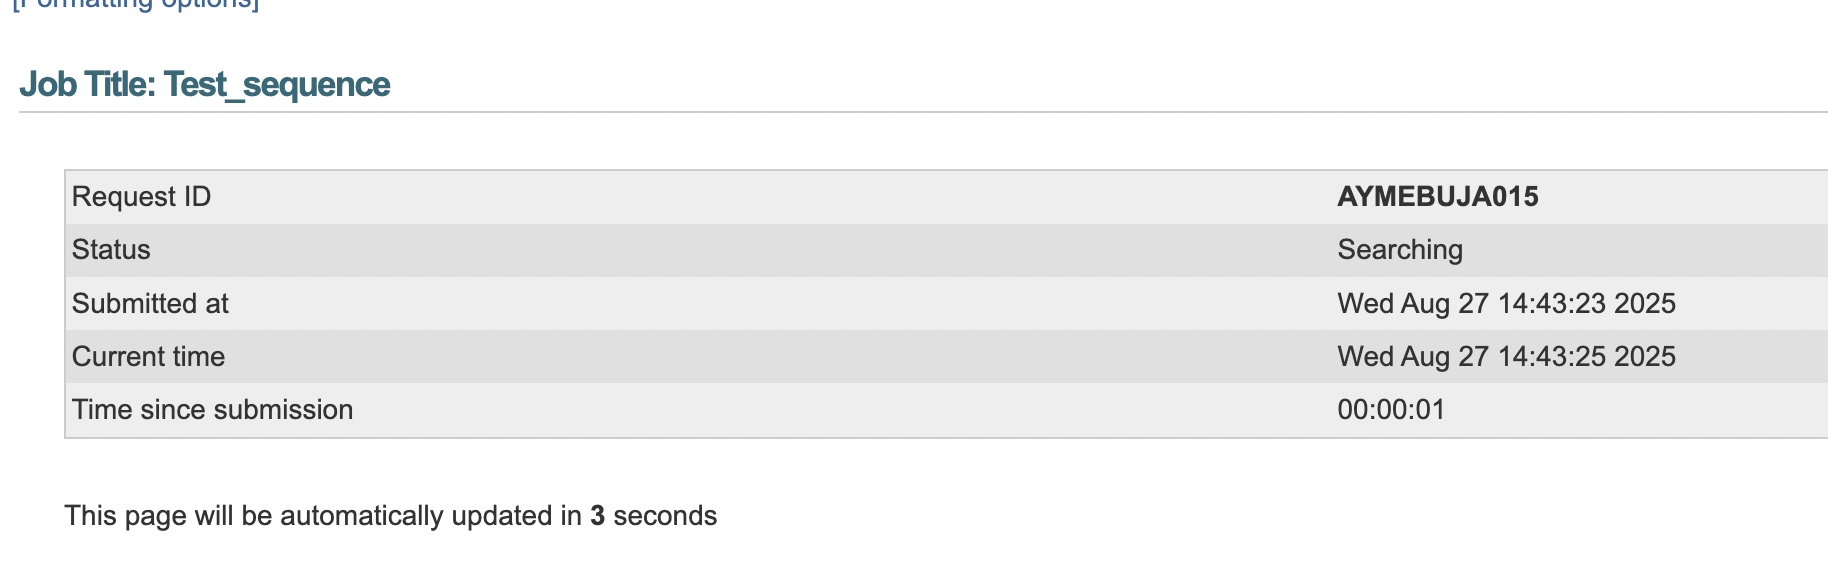 [Formatting options]
Job Title: Test_sequence
Request ID AYMEBUJA015
Status Searching
Submitted at Wed Aug 27 14:43:23 2025
Current time Wed Aug 27 14:43:25 2025
Time since submission 00:00:01
This page will be automatically updated in 3 seconds